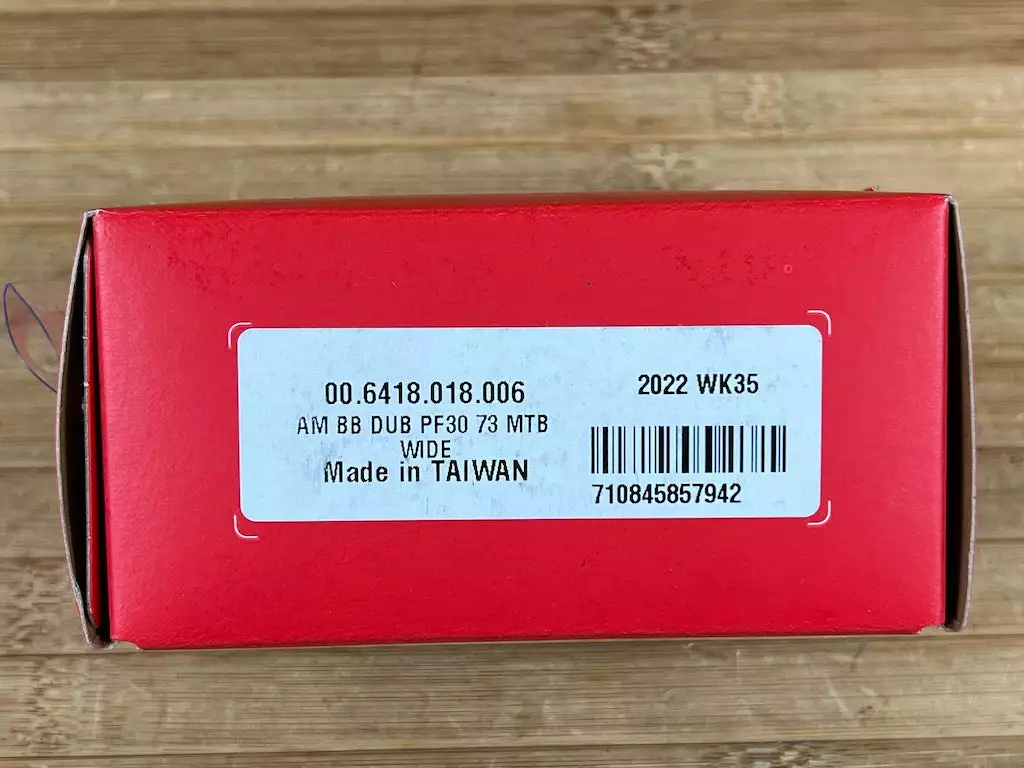 00.6418.018.006
AM BB DUB PF30 73 MTB
WIDE
Made in TAIWAN
2022 WK35
710845857942